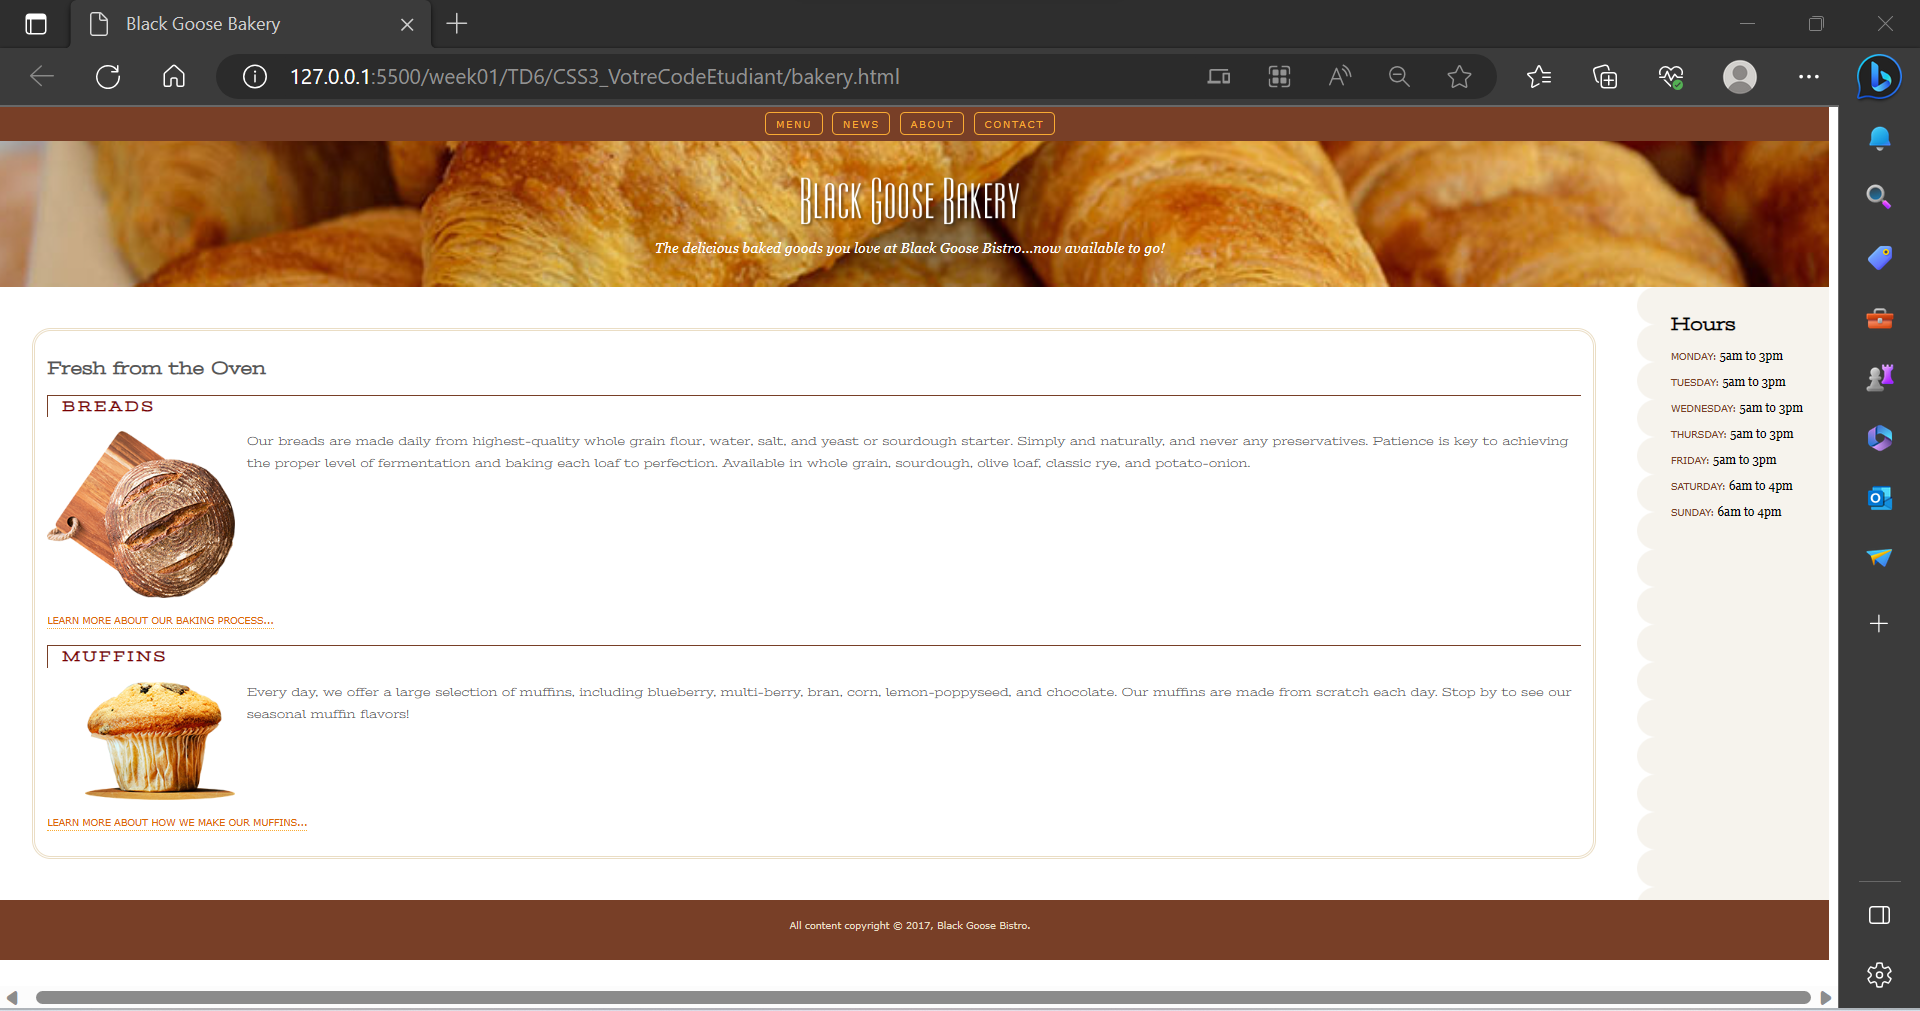 Black Goose Bakery
127.0.0.1:5500/week01/TD6/CSS3_VotreCodeEtudiant/bakery.html
MENU NEWS ABOUT CONTACT
Black Goose Bakery
The delicious baked goods you love at Black Goose Bistro...now available to go!
Fresh from the Oven
BREADS
Our breads are made daily from highest-quality whole grain flour, water, salt, and yeast or sourdough starter. Simply and naturally, and never any preservatives. Patience is key to achieving
the proper level of fermentation and baking each loaf to perfection. Available in whole grain, sourdough, olive loaf, classic rye, and potato-onion.
LEARN MORE ABOUT OUR BAKING PROCESS...
MUFFINS
Every day, we offer a large selection of muffins, including blueberry, multi-berry, bran, corn, lemon-poppyseed, and chocolate. Our muffins are made from scratch each day. Stop by to see our
seasonal muffin flavors!
LEARN MORE ABOUT HOW WE MAKE OUR MUFFINS...
Hours
MONDAY: 5am to 3pm
TUESDAY: 5am to 3pm
WEDNESDAY: 5am to 3pm
THURSDAY: 5am to 3pm
FRIDAY: 5am to 3pm
SATURDAY: 6am to 4pm
SUNDAY: 6am to 4pm
All content copyright © 2017, Black Goose Bistro.